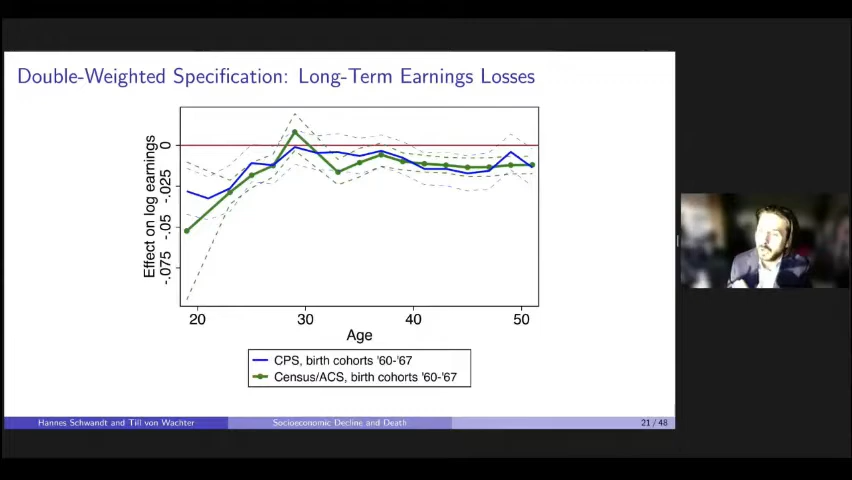 Double-Weighted Specification: Long-Term Earnings Losses
Effect on log earnings
0
-.025
-.05
-.075
20 30 40 50
Age
CPS, birth cohorts '60-'67
Census/ACS, birth cohorts '60-'67
Hannes Schwandt and Till von Wachter
Socioeconomic Decline and Death
21 / 48